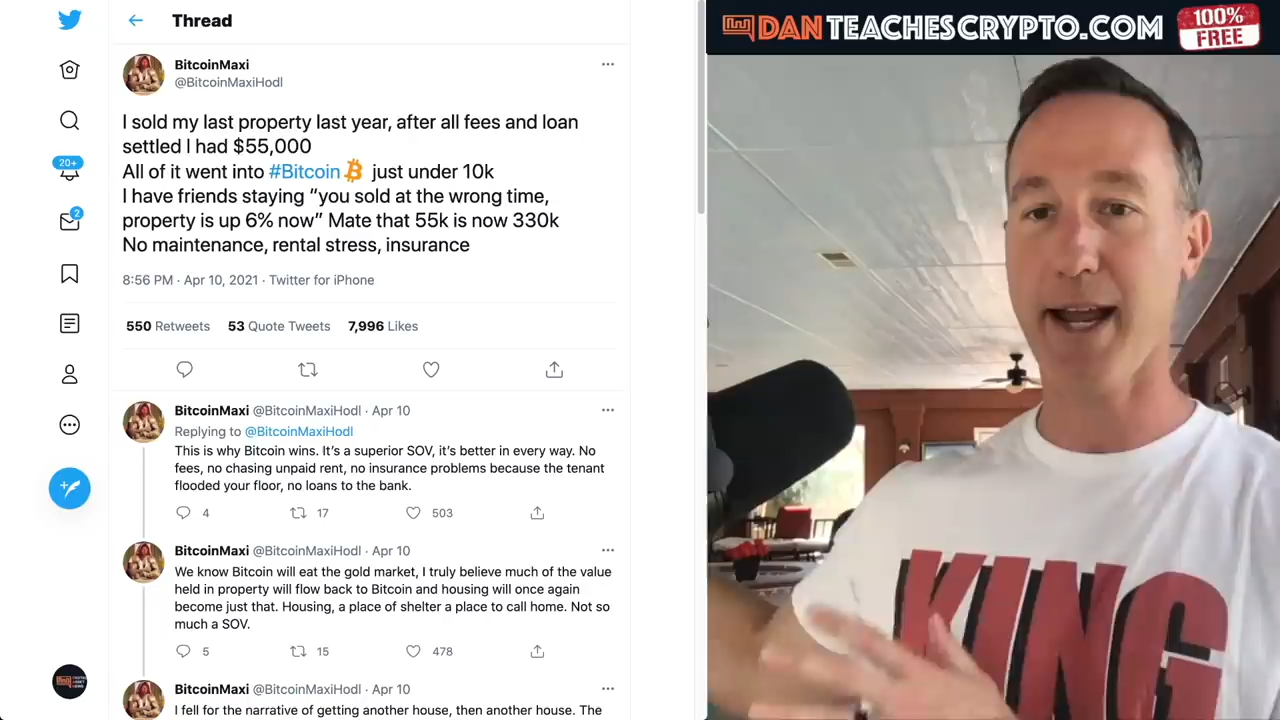 Thread
BitcoinMaxi
@BitcoinMaxiHodl
I sold my last property last year, after all fees and loan
settled I had $55,000
All of it went into #Bitcoin just under 10k
I have friends staying “you sold at the wrong time,
property is up 6% now” Mate that 55k is now 330k
No maintenance, rental stress, insurance
8:56 PM · Apr 10, 2021 · Twitter for iPhone
550 Retweets 53 Quote Tweets 7,996 Likes
BitcoinMaxi @BitcoinMaxiHodl · Apr 10
Replying to @BitcoinMaxiHodl
This is why Bitcoin wins. It’s a superior SOV, it’s better in every way. No
fees, no chasing unpaid rent, no insurance problems because the tenant
flooded your floor, no loans to the bank.
4 17 503
BitcoinMaxi @BitcoinMaxiHodl · Apr 10
We know Bitcoin will eat the gold market, I truly believe much of the value
held in property will flow back to Bitcoin and housing will once again
become just that. Housing, a place of shelter a place to call home. Not so
much a SOV.
5 15 478
BitcoinMaxi @BitcoinMaxiHodl · Apr 10
I fell for the narrative of getting another house, then another house. The
20+
2
DANTEACHESCRYPTO.COM
100%
FREE
KING